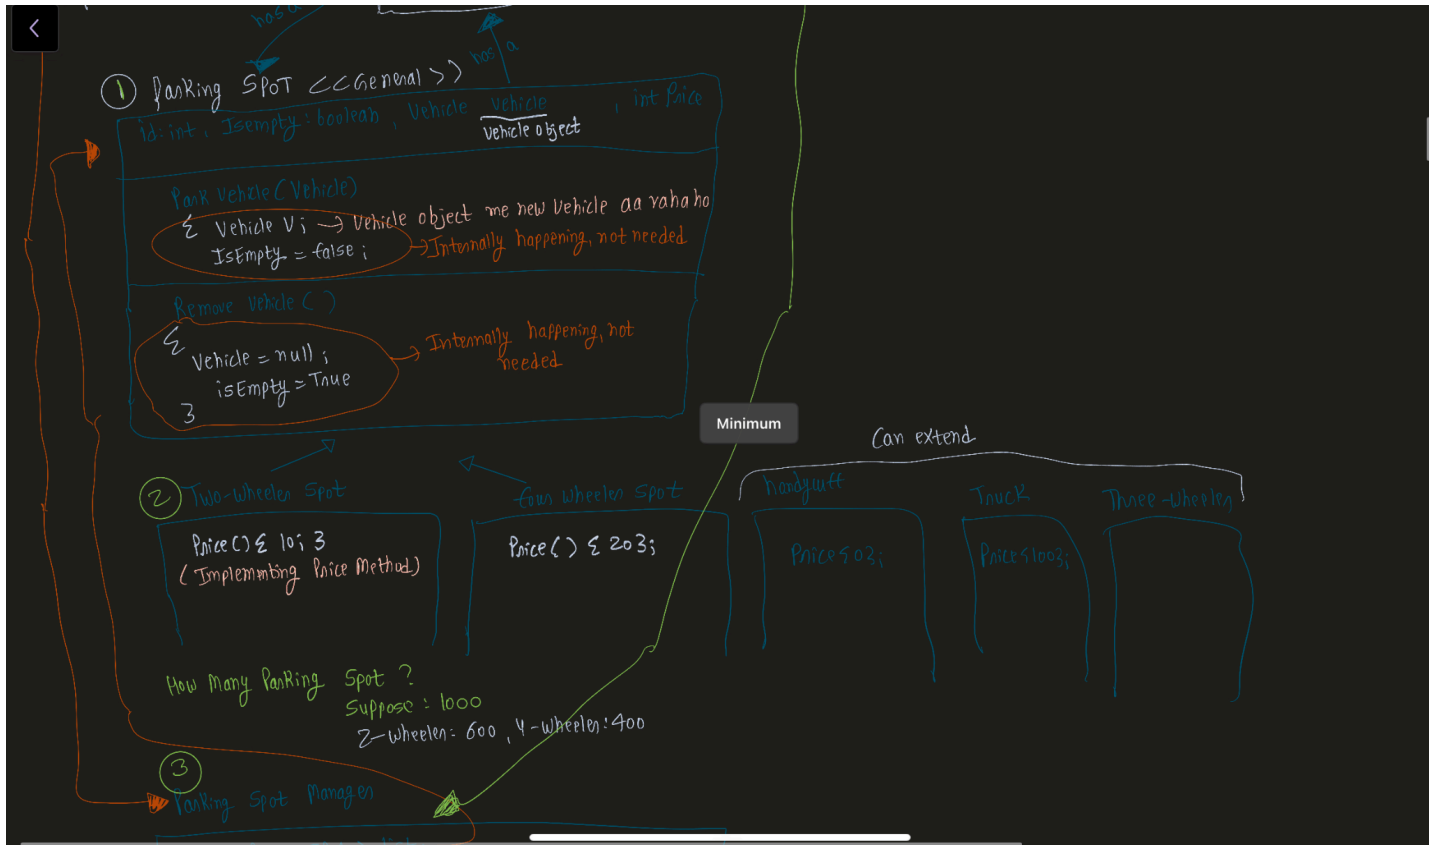 has a
has a
① Parking SPOT <<General>>
Id:int, Isempty:boolean, Vehicle vehicle, int Price
Vehicle object
Park vehicle(Vehicle)
{ Vehicle V; → Vehicle object me new Vehicle aa raha ho
IsEmpty = false; → Internally happening, not needed
Remove Vehicle()
{
Vehicle = null;
isEmpty = True
}
→ Internally happening, not
needed
Minimum
Can extend
② Two-wheeler Spot
four wheeler Spot
Truck
Three-wheeler
Price() { 10; }
(Implemmting Price Method)
Price() { 20};
Price{0};
Price{100};
How many Parking Spot ?
Suppose : 1000
2-wheeler: 600, 4-wheeler: 400
③
Parking Spot Manager